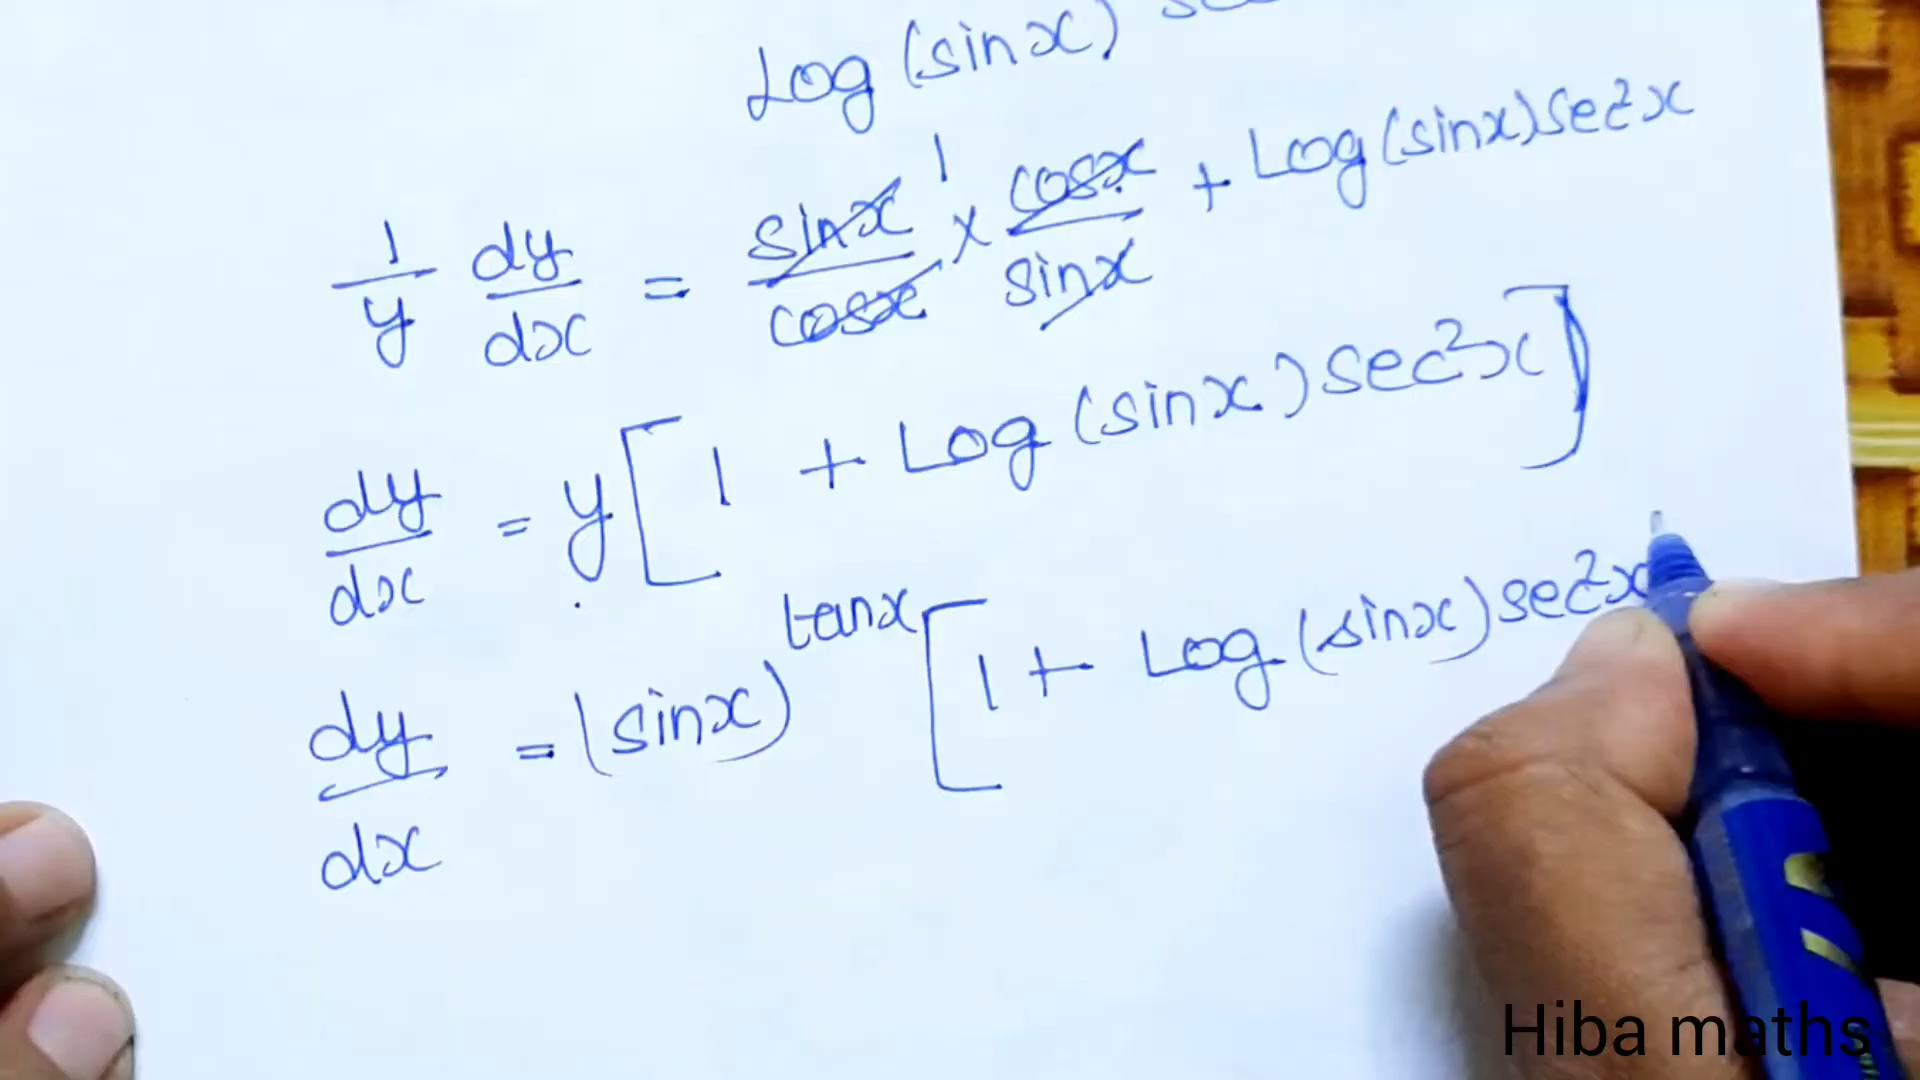 Log (sinx)
1/y dy/dx = sinx/cosx × cosx/sinx 1 + Log (sinx) sec²x
dy/dx = y [ 1 + Log (sinx) sec²x ]
dy/dx = (sinx)^tanx [ 1 + Log (sinx) sec²x
Hiba maths